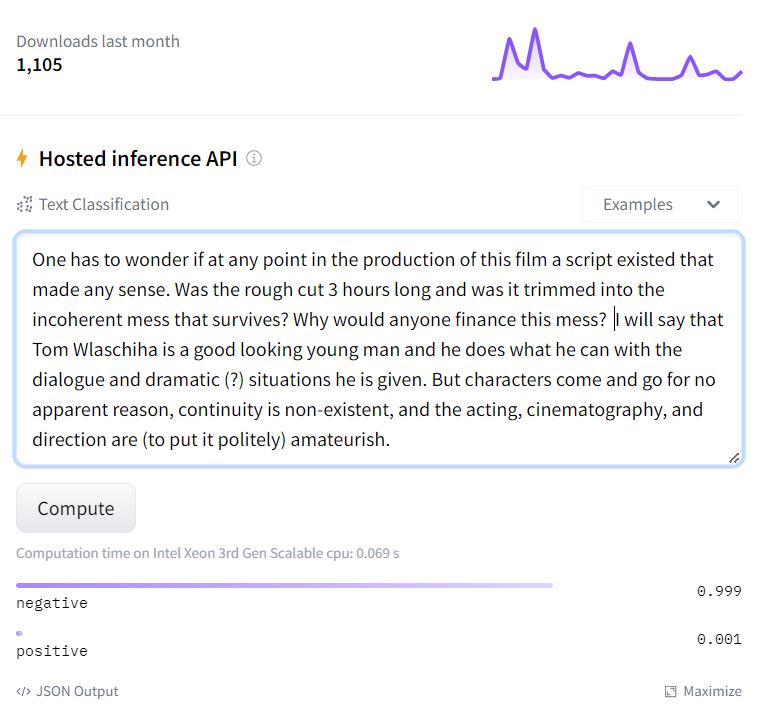 Downloads last month
1,105
Hosted inference API
Text Classification
Examples
One has to wonder if at any point in the production of this film a script existed that
made any sense. Was the rough cut 3 hours long and was it trimmed into the
incoherent mess that survives? Why would anyone finance this mess? I will say that
Tom Wlaschiha is a good looking young man and he does what he can with the
dialogue and dramatic (?) situations he is given. But characters come and go for no
apparent reason, continuity is non-existent, and the acting, cinematography, and
direction are (to put it politely) amateurish.
Compute
Computation time on Intel Xeon 3rd Gen Scalable cpu: 0.069 s
negative 0.999
positive 0.001
</> JSON Output
Maximize